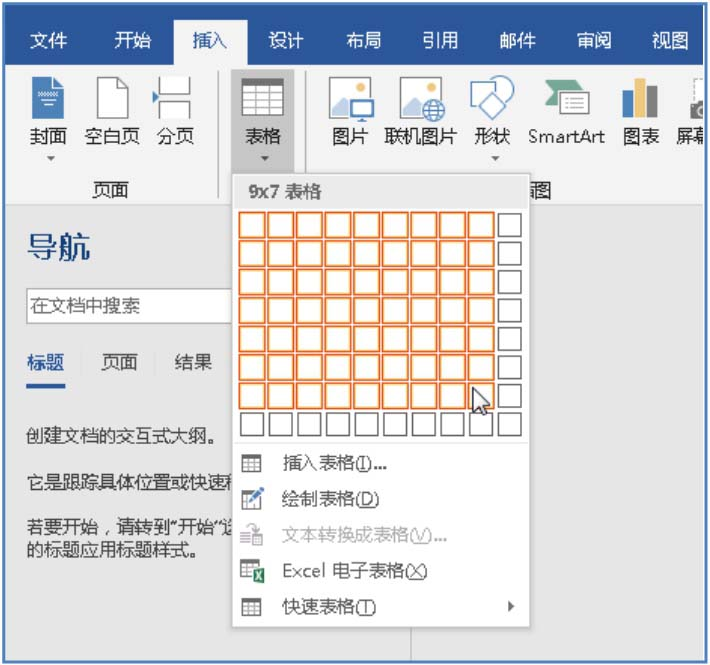 文件 开始 插入 设计 布局 引用 邮件 审阅 视图
封面 空白页 分页 表格 图片 联机图片 形状 SmartArt 图表 屏幕
页面
9x7 表格
图
导航
在文档中搜索
标题 页面 结果
创建文档的交互式大纲。
它是跟踪具体位置或快速
若要开始，请转到“开始”
的标题应用标题样式。
插入表格(I)...
绘制表格(D)
文本转换成表格(V)...
Excel 电子表格(X)
快速表格(T)